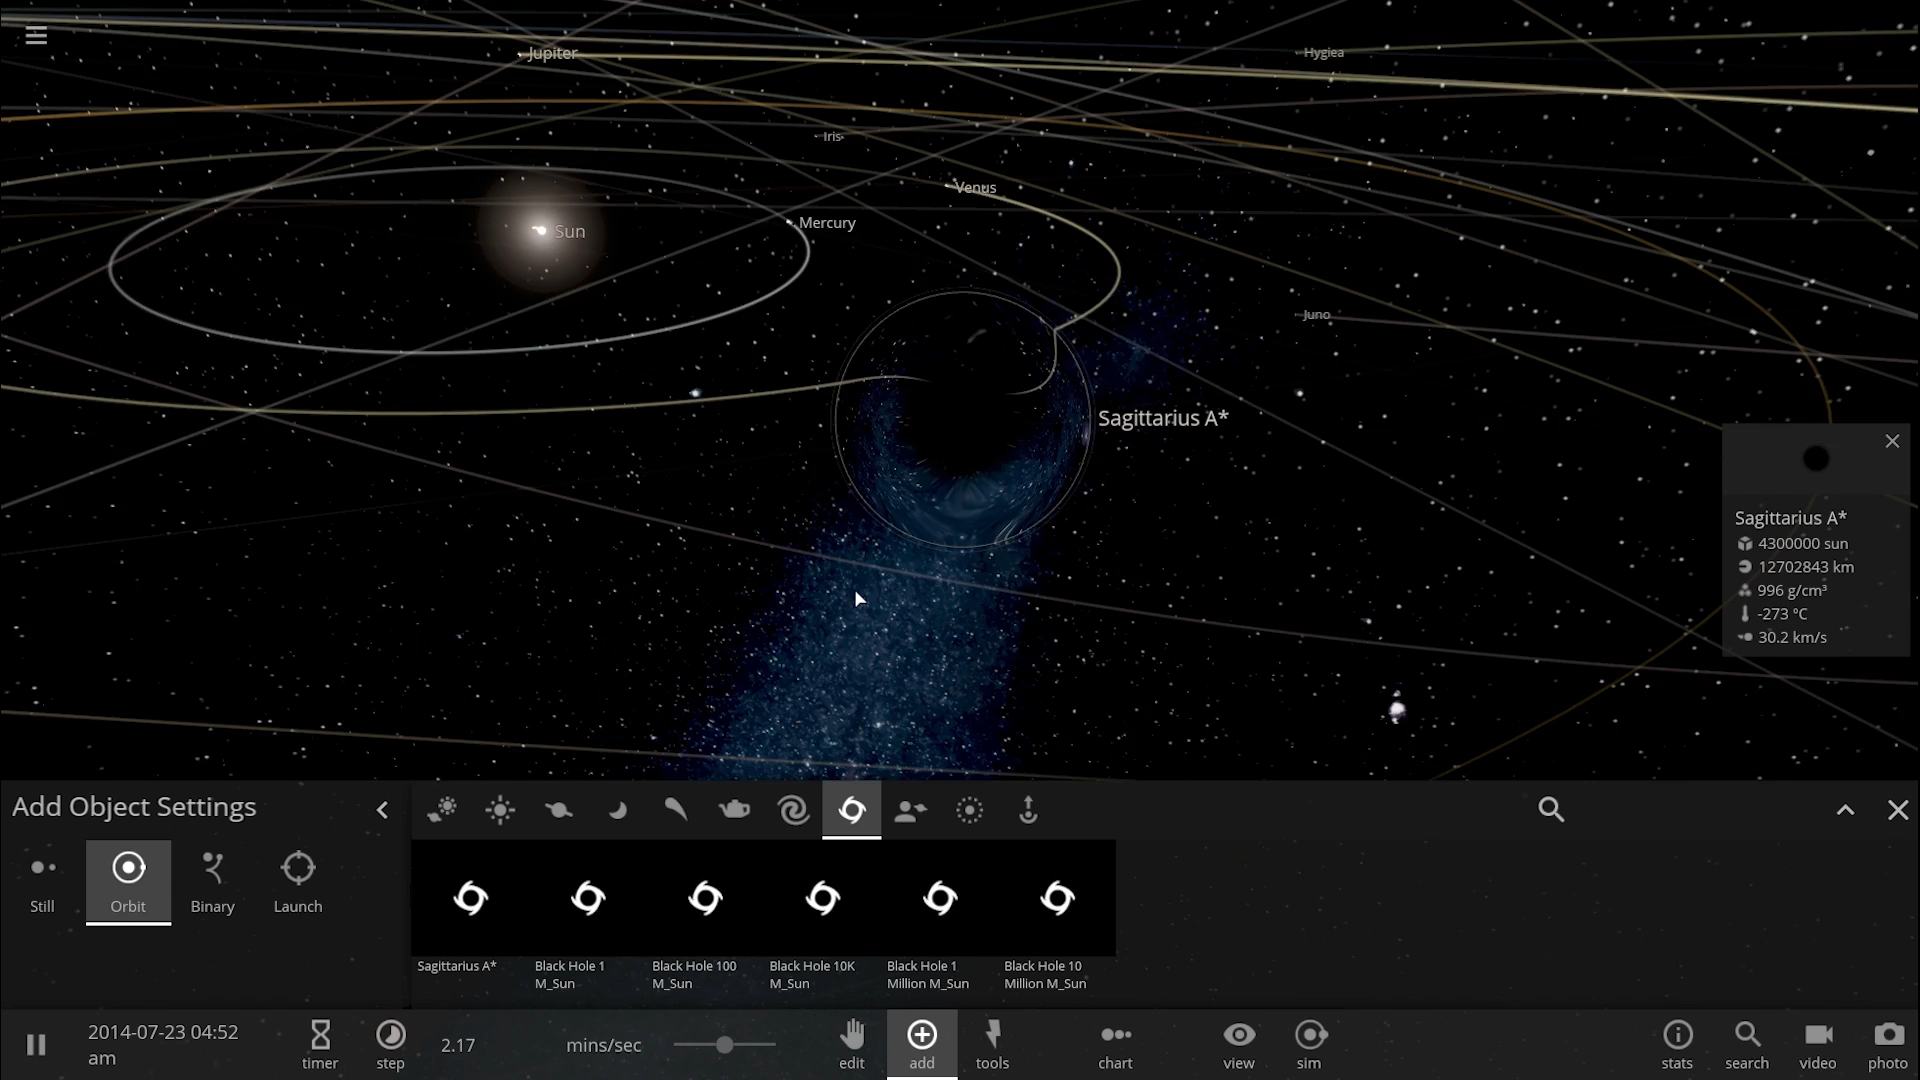 Jupiter
Hygiea
Iris
Venus
Mercury
Sun
Juno
Sagittarius A*
Sagittarius A*
4300000 sun
12702843 km
996 g/cm³
-273 °C
30.2 km/s
Add Object Settings
Still
Orbit
Binary
Launch
Sagittarius A*
Black Hole 1
M_Sun
Black Hole 100
M_Sun
Black Hole 10K
M_Sun
Black Hole 1
Million M_Sun
Black Hole 10
Million M_Sun
2014-07-23 04:52
am
timer
step
2.17
mins/sec
edit
add
tools
chart
view
sim
stats
search
video
photo